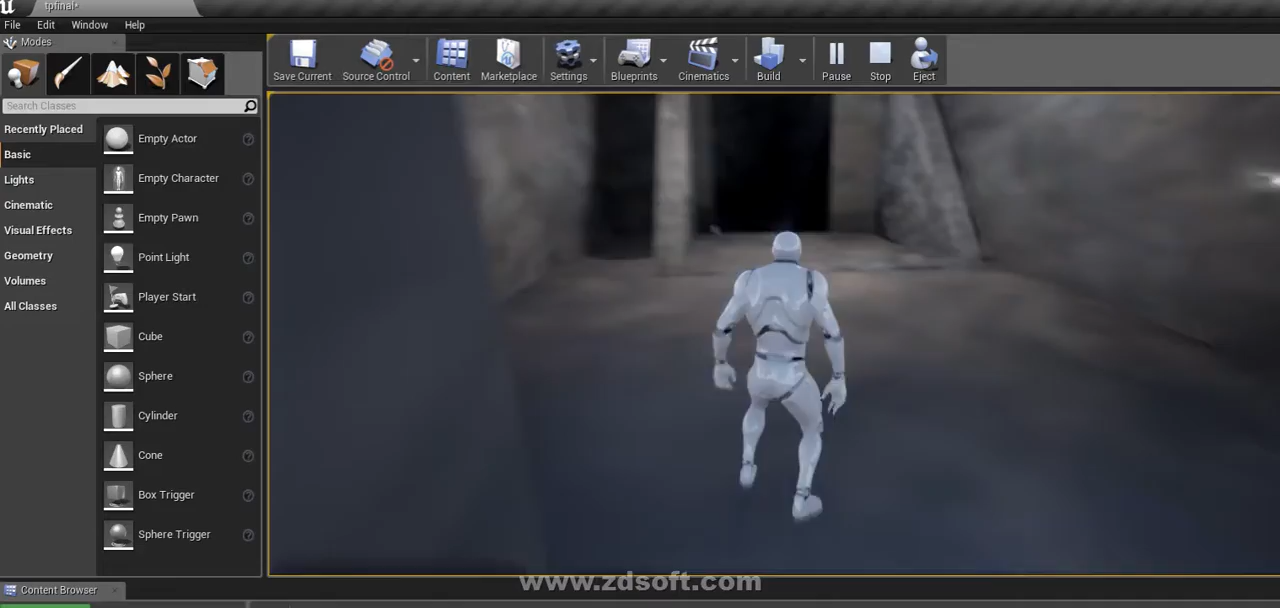 tpfinal*
File Edit Window Help
Modes
Save Current Source Control Content Marketplace Settings Blueprints Cinematics Build Pause Stop Eject
Search Classes
Recently Placed
Basic
Lights
Cinematic
Visual Effects
Geometry
Volumes
All Classes
Empty Actor
Empty Character
Empty Pawn
Point Light
Player Start
Cube
Sphere
Cylinder
Cone
Box Trigger
Sphere Trigger
www.zdsoft.com
Content Browser